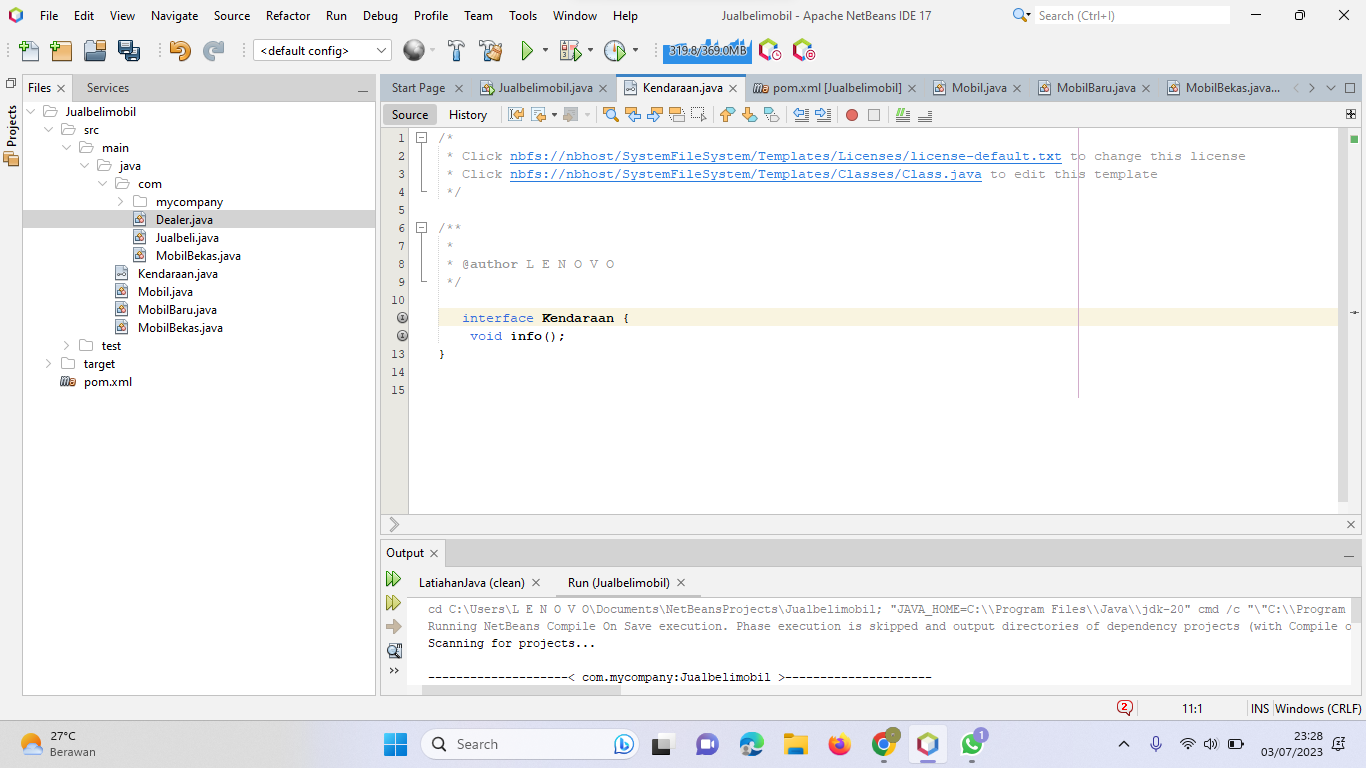 File Edit View Navigate Source Refactor Run Debug Profile Team Tools Window Help Jualbelimobil - Apache NetBeans IDE 17 Search (Ctrl+I)
<default config> 319.8/369.0MB
Files Services
Projects
Start Page Jualbelimobil.java Kendaraan.java pom.xml [Jualbelimobil] Mobil.java MobilBaru.java MobilBekas.java...
Source History
Jualbelimobil
src
main
java
com
mycompany
Dealer.java
Jualbeli.java
MobilBekas.java
Kendaraan.java
Mobil.java
MobilBaru.java
MobilBekas.java
test
target
pom.xml
1 /*
2 * Click nbfs://nbhost/SystemFileSystem/Templates/Licenses/license-default.txt to change this license
3 * Click nbfs://nbhost/SystemFileSystem/Templates/Classes/Class.java to edit this template
4 */
5
6 /**
7 *
8 * @author L E N O V O
9 */
10
interface Kendaraan {
void info();
13 }
14
15
Output
LatiahanJava (clean) Run (Jualbelimobil)
cd C:\Users\L E N O V O\Documents\NetBeansProjects\Jualbelimobil; "JAVA_HOME=C:\\Program Files\\Java\\jdk-20" cmd /c "\"C:\\Program
Running NetBeans Compile On Save execution. Phase execution is skipped and output directories of dependency projects (with Compile o
Scanning for projects...
--------------------< com.mycompany:Jualbelimobil >---------------------
2 11:1 INS Windows (CRLF)
27°C
Berawan
Search
1
23:28
03/07/2023